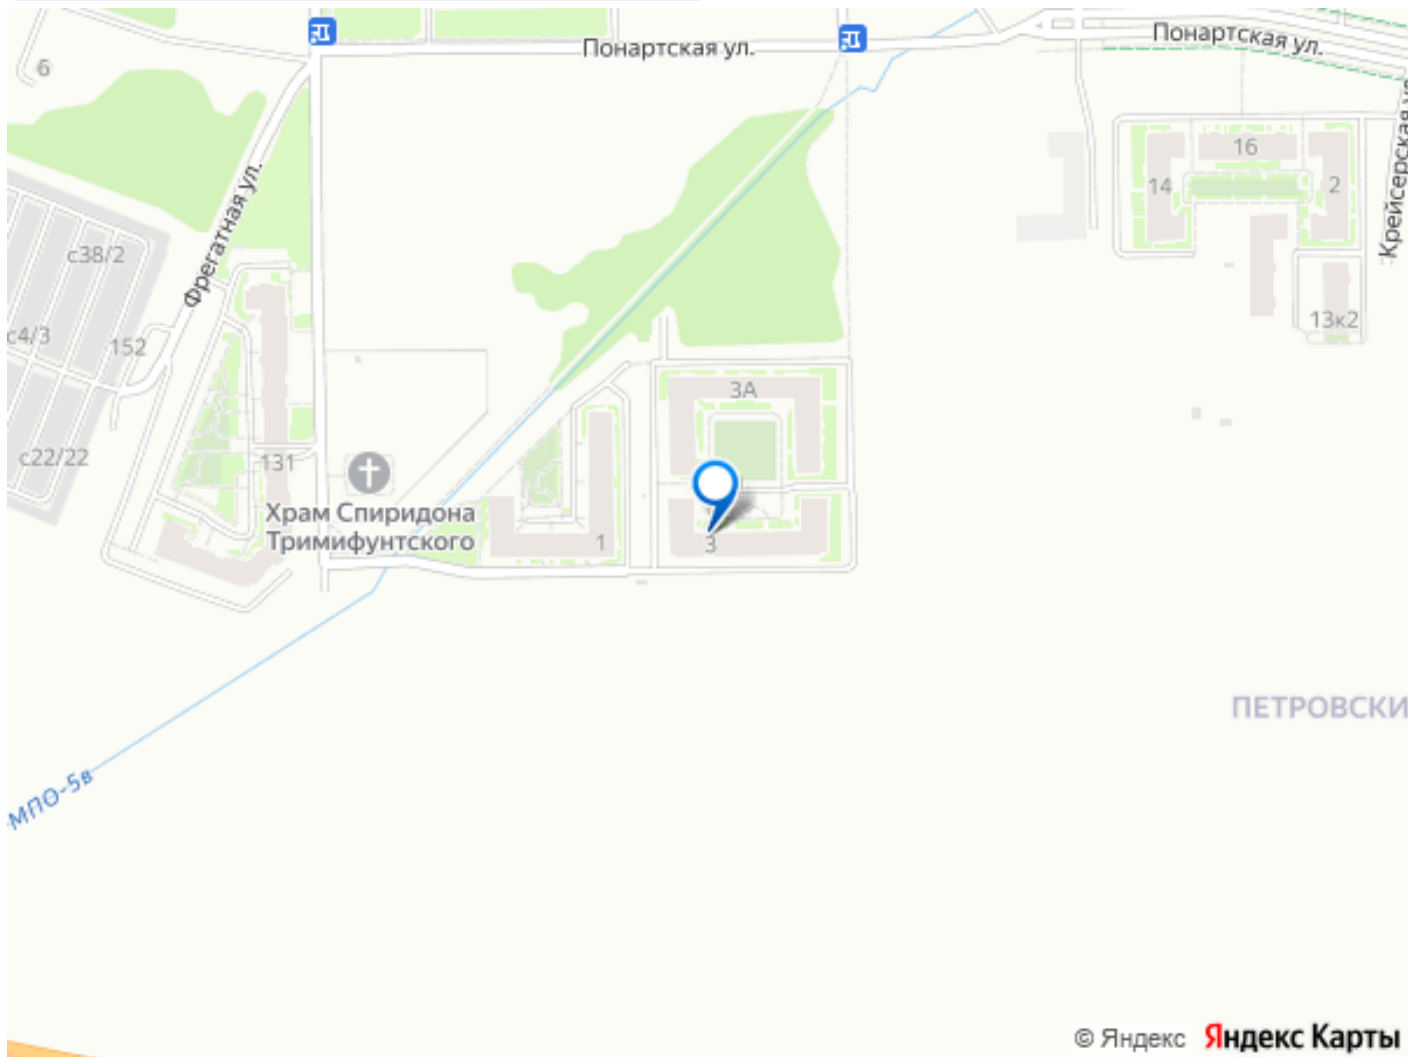 Понартская ул.
Понартская ул.
6
Крейсерская ул.
16
14
2
Фрегатная ул.
с38/2
13к2
с4/3
152
3А
с22/22
131
Храм Спиридона
Тримифунтского
1
3
ПЕТРОВСКИ
МПО-5в
© Яндекс Яндекс Карты